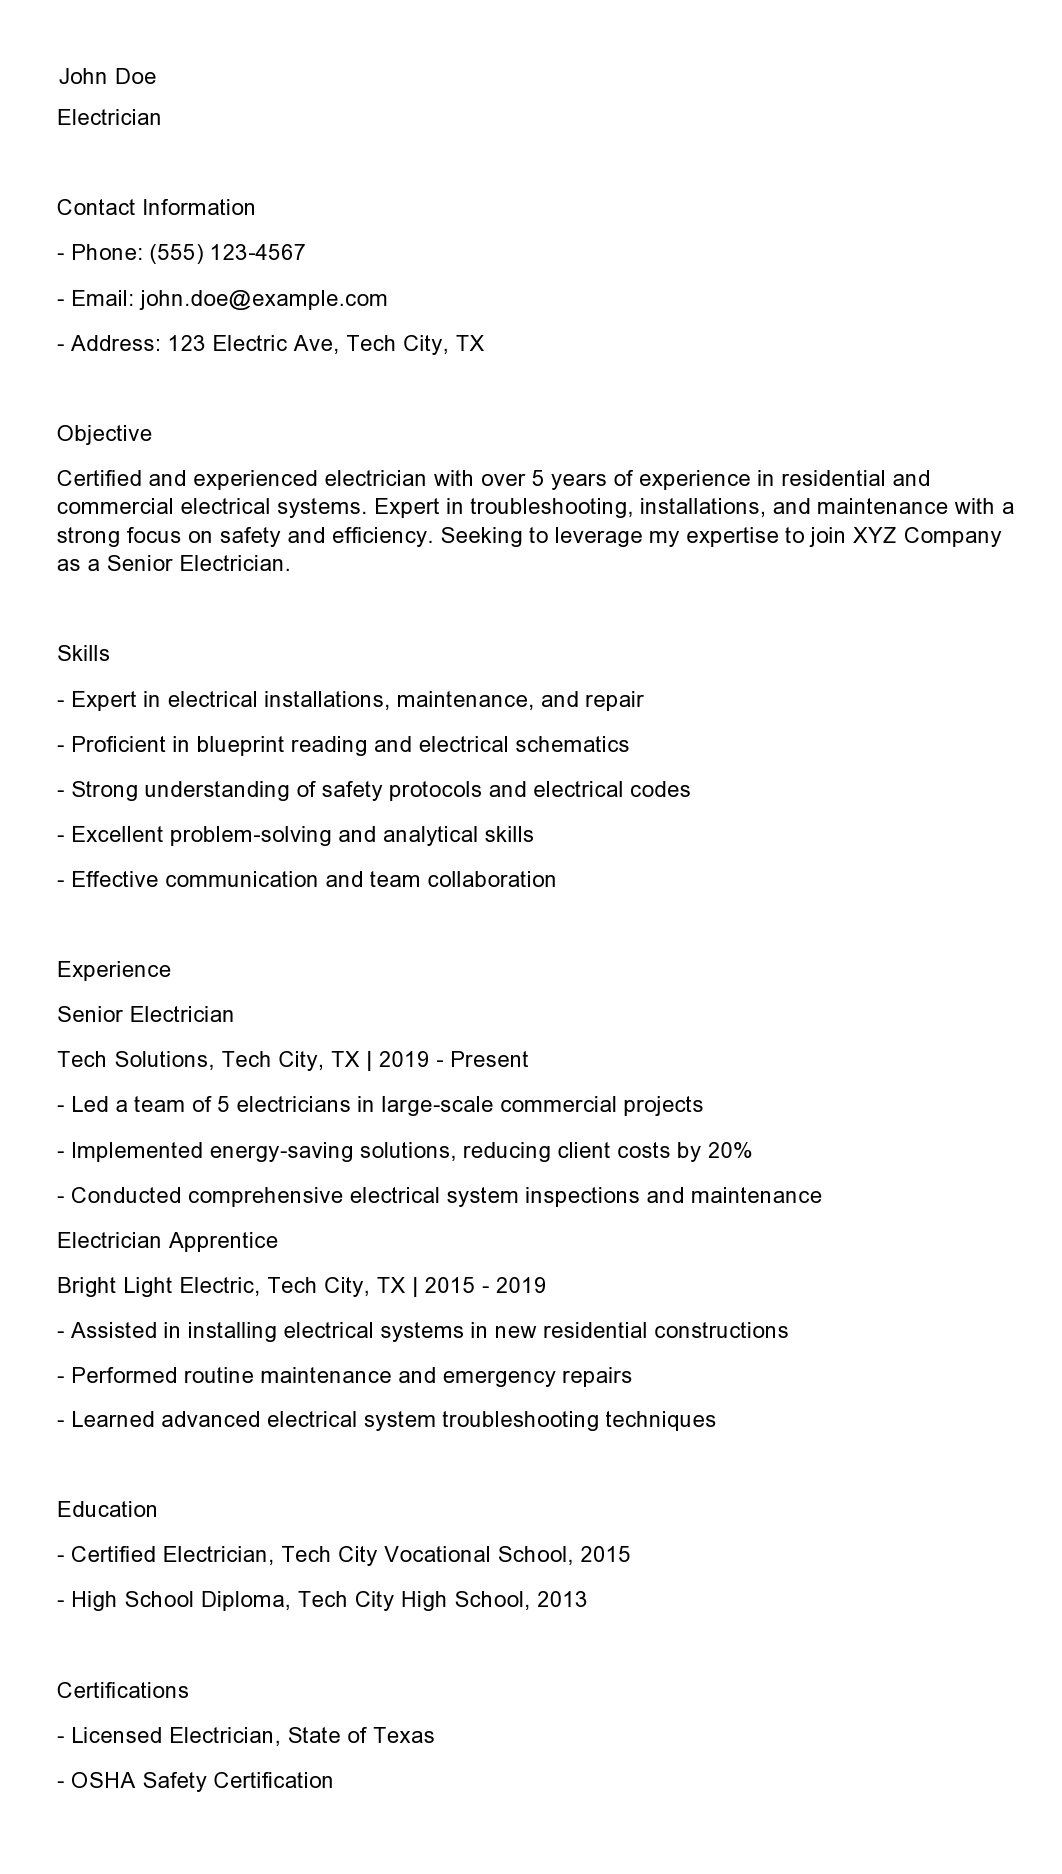 John Doe
Electrician
Contact Information
- Phone: (555) 123-4567
- Email: john.doe@example.com
- Address: 123 Electric Ave, Tech City, TX
Objective
Certified and experienced electrician with over 5 years of experience in residential and
commercial electrical systems. Expert in troubleshooting, installations, and maintenance with a
strong focus on safety and efficiency. Seeking to leverage my expertise to join XYZ Company
as a Senior Electrician.
Skills
- Expert in electrical installations, maintenance, and repair
- Proficient in blueprint reading and electrical schematics
- Strong understanding of safety protocols and electrical codes
- Excellent problem-solving and analytical skills
- Effective communication and team collaboration
Experience
Senior Electrician
Tech Solutions, Tech City, TX | 2019 - Present
- Led a team of 5 electricians in large-scale commercial projects
- Implemented energy-saving solutions, reducing client costs by 20%
- Conducted comprehensive electrical system inspections and maintenance
Electrician Apprentice
Bright Light Electric, Tech City, TX | 2015 - 2019
- Assisted in installing electrical systems in new residential constructions
- Performed routine maintenance and emergency repairs
- Learned advanced electrical system troubleshooting techniques
Education
- Certified Electrician, Tech City Vocational School, 2015
- High School Diploma, Tech City High School, 2013
Certifications
- Licensed Electrician, State of Texas
- OSHA Safety Certification